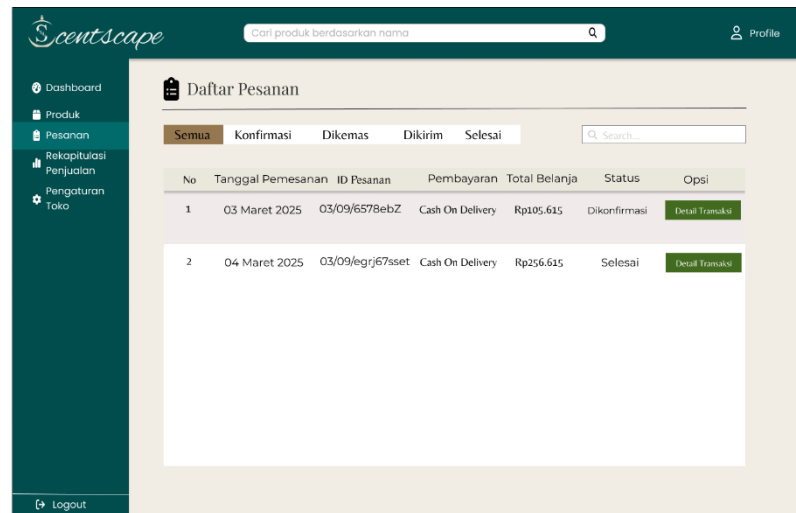 Scentscape
Cari produk berdasarkan nama
Profile
Dashboard
Produk
Pesanan
Rekapitulasi
Penjualan
Pengaturan
Toko
Logout
Daftar Pesanan
Semua Konfirmasi Dikemas Dikirim Selesai
Search...
No Tanggal Pemesanan ID Pesanan Pembayaran Total Belanja Status Opsi
1 03 Maret 2025 03/09/6578ebZ Cash On Delivery Rp105.615 Dikonfirmasi Detail Transaksi
2 04 Maret 2025 03/09/egrj67sset Cash On Delivery Rp256.615 Selesai Detail Transaksi